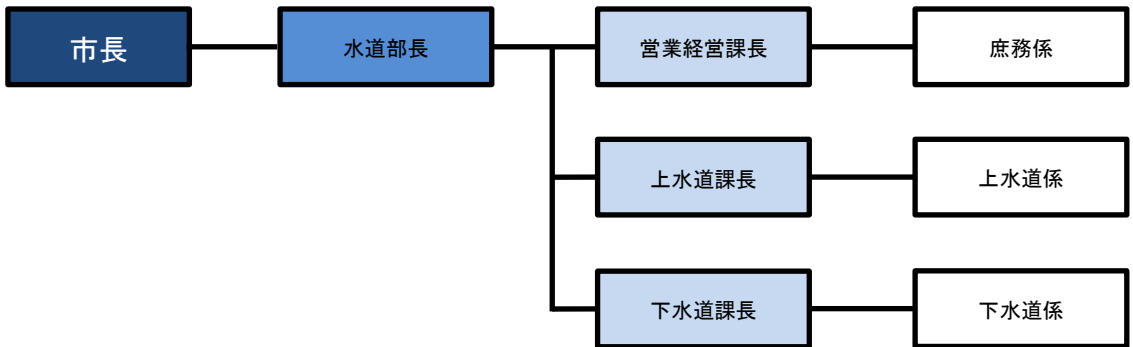 市長
水道部長
営業経営課長
庶務係
上水道課長
上水道係
下水道課長
下水道係